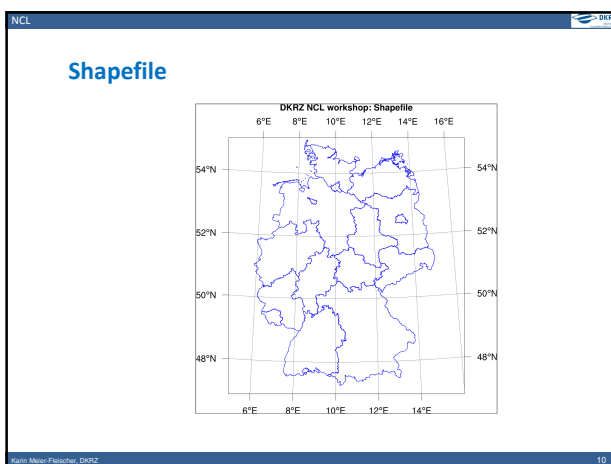 NCL
DKRZ
Shapefile
DKRZ NCL workshop: Shapefile
6°E 8°E 10°E 12°E 14°E 16°E
54°N 54°N
52°N 52°N
50°N 50°N
48°N 48°N
6°E 8°E 10°E 12°E 14°E
Karin Meier-Fleischer, DKRZ 10